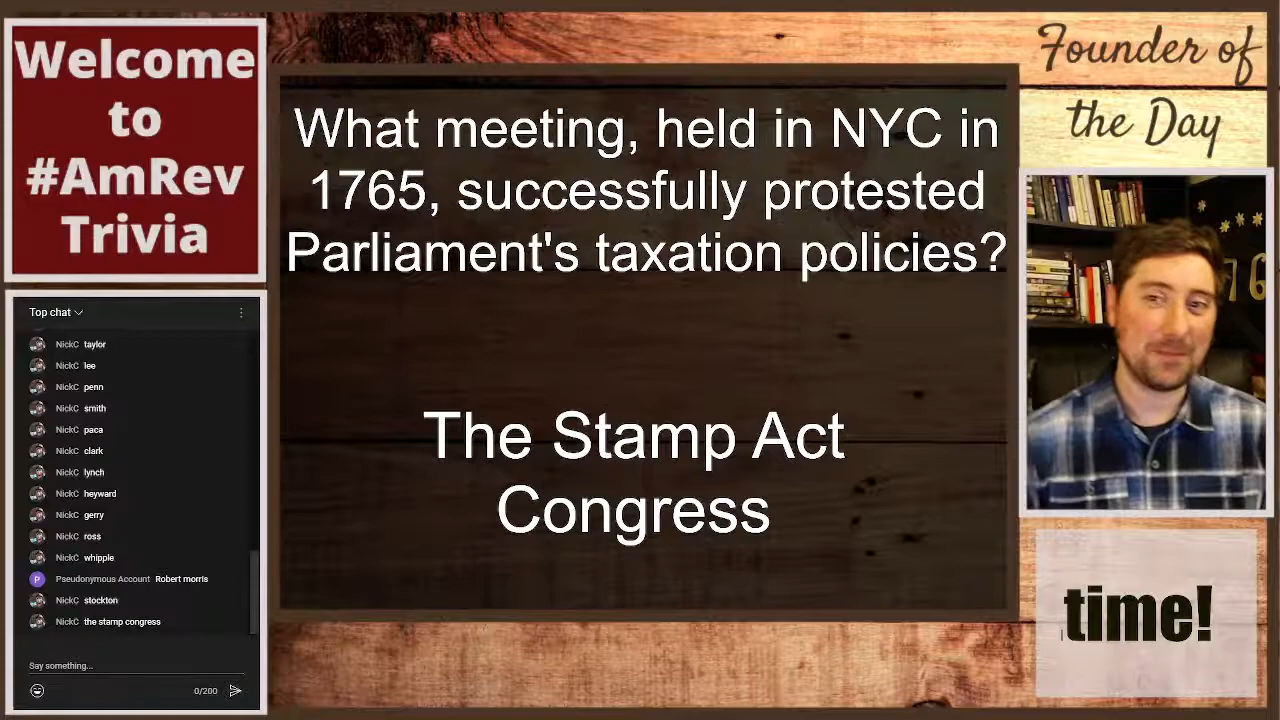 Welcome
to
#AmRev
Trivia
What meeting, held in NYC in
1765, successfully protested
Parliament's taxation policies?
The Stamp Act
Congress
Founder of
the Day
Top chat
NickC taylor
NickC lee
NickC penn
NickC smith
NickC paca
NickC clark
NickC lynch
NickC heyward
NickC gerry
NickC ross
NickC whipple
P Pseudonymous Account Robert morris
NickC stockton
NickC the stamp congress
Say something...
0/200
time!